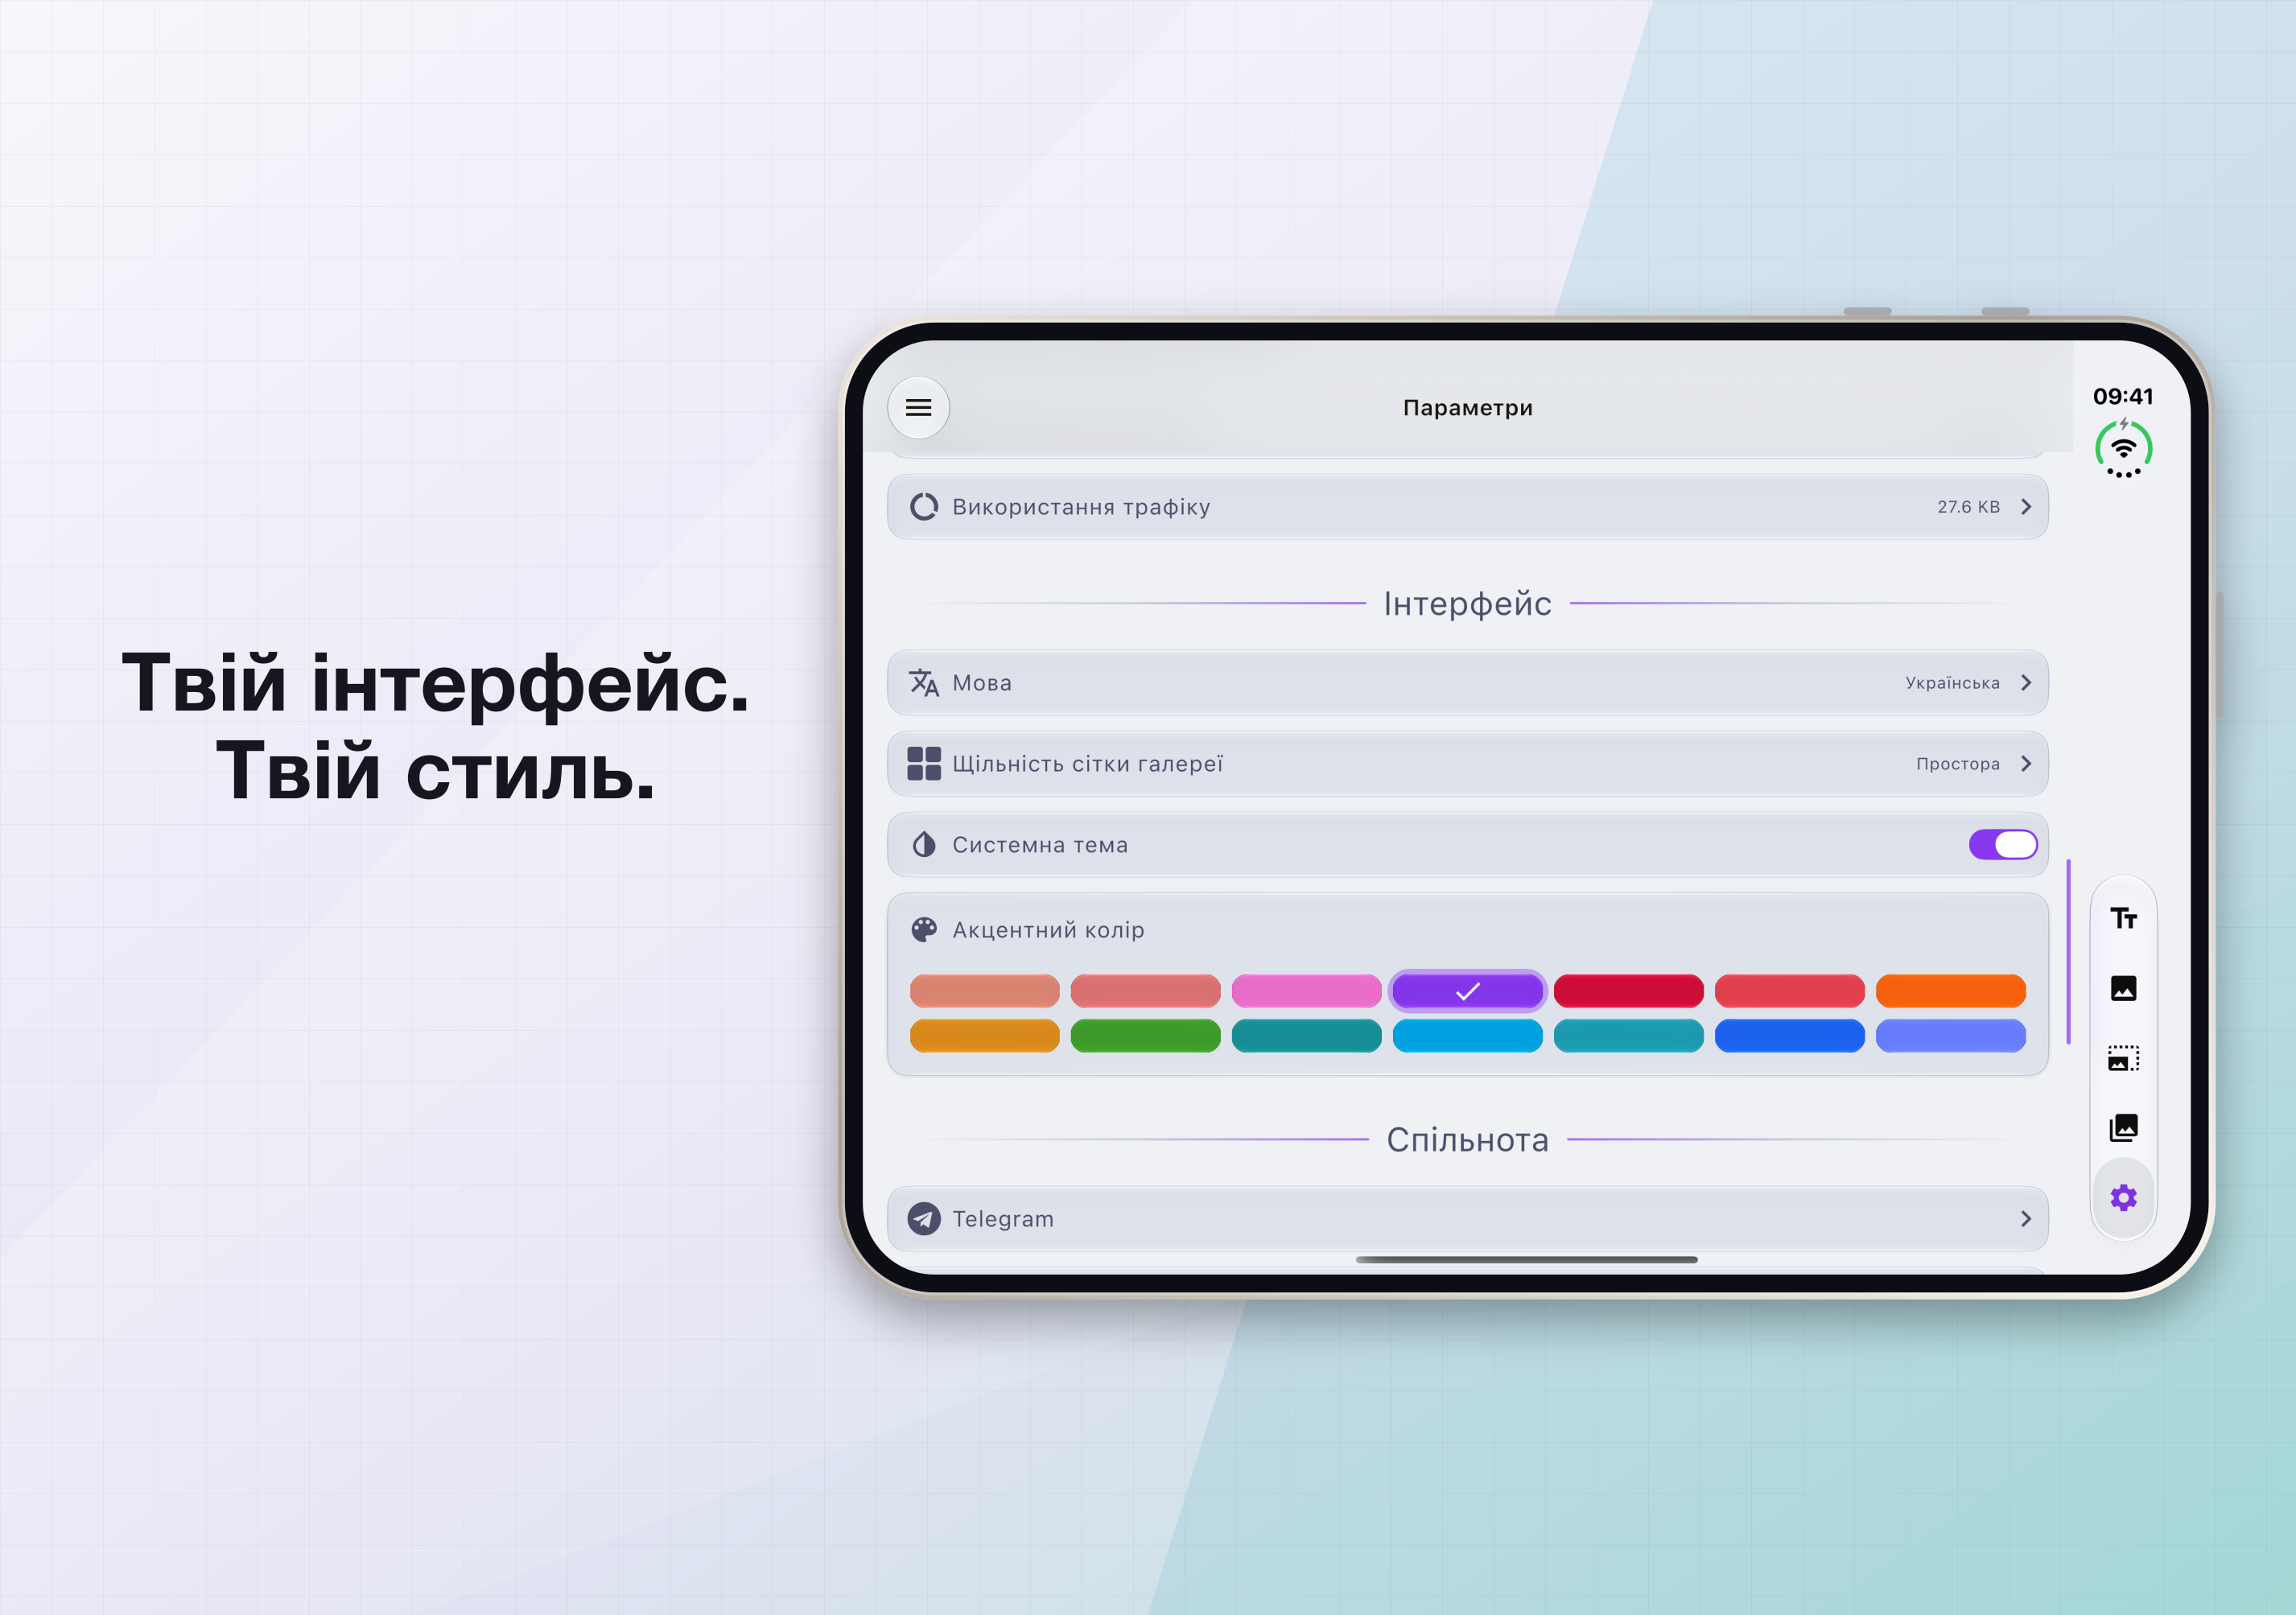 Твій інтерфейс.
Твій стиль.
Параметри
09:41
Використання трафіку
27.6 KB
Інтерфейс
Мова
Українська
Щільність сітки галереї
Простора
Системна тема
Акцентний колір
Спільнота
Telegram